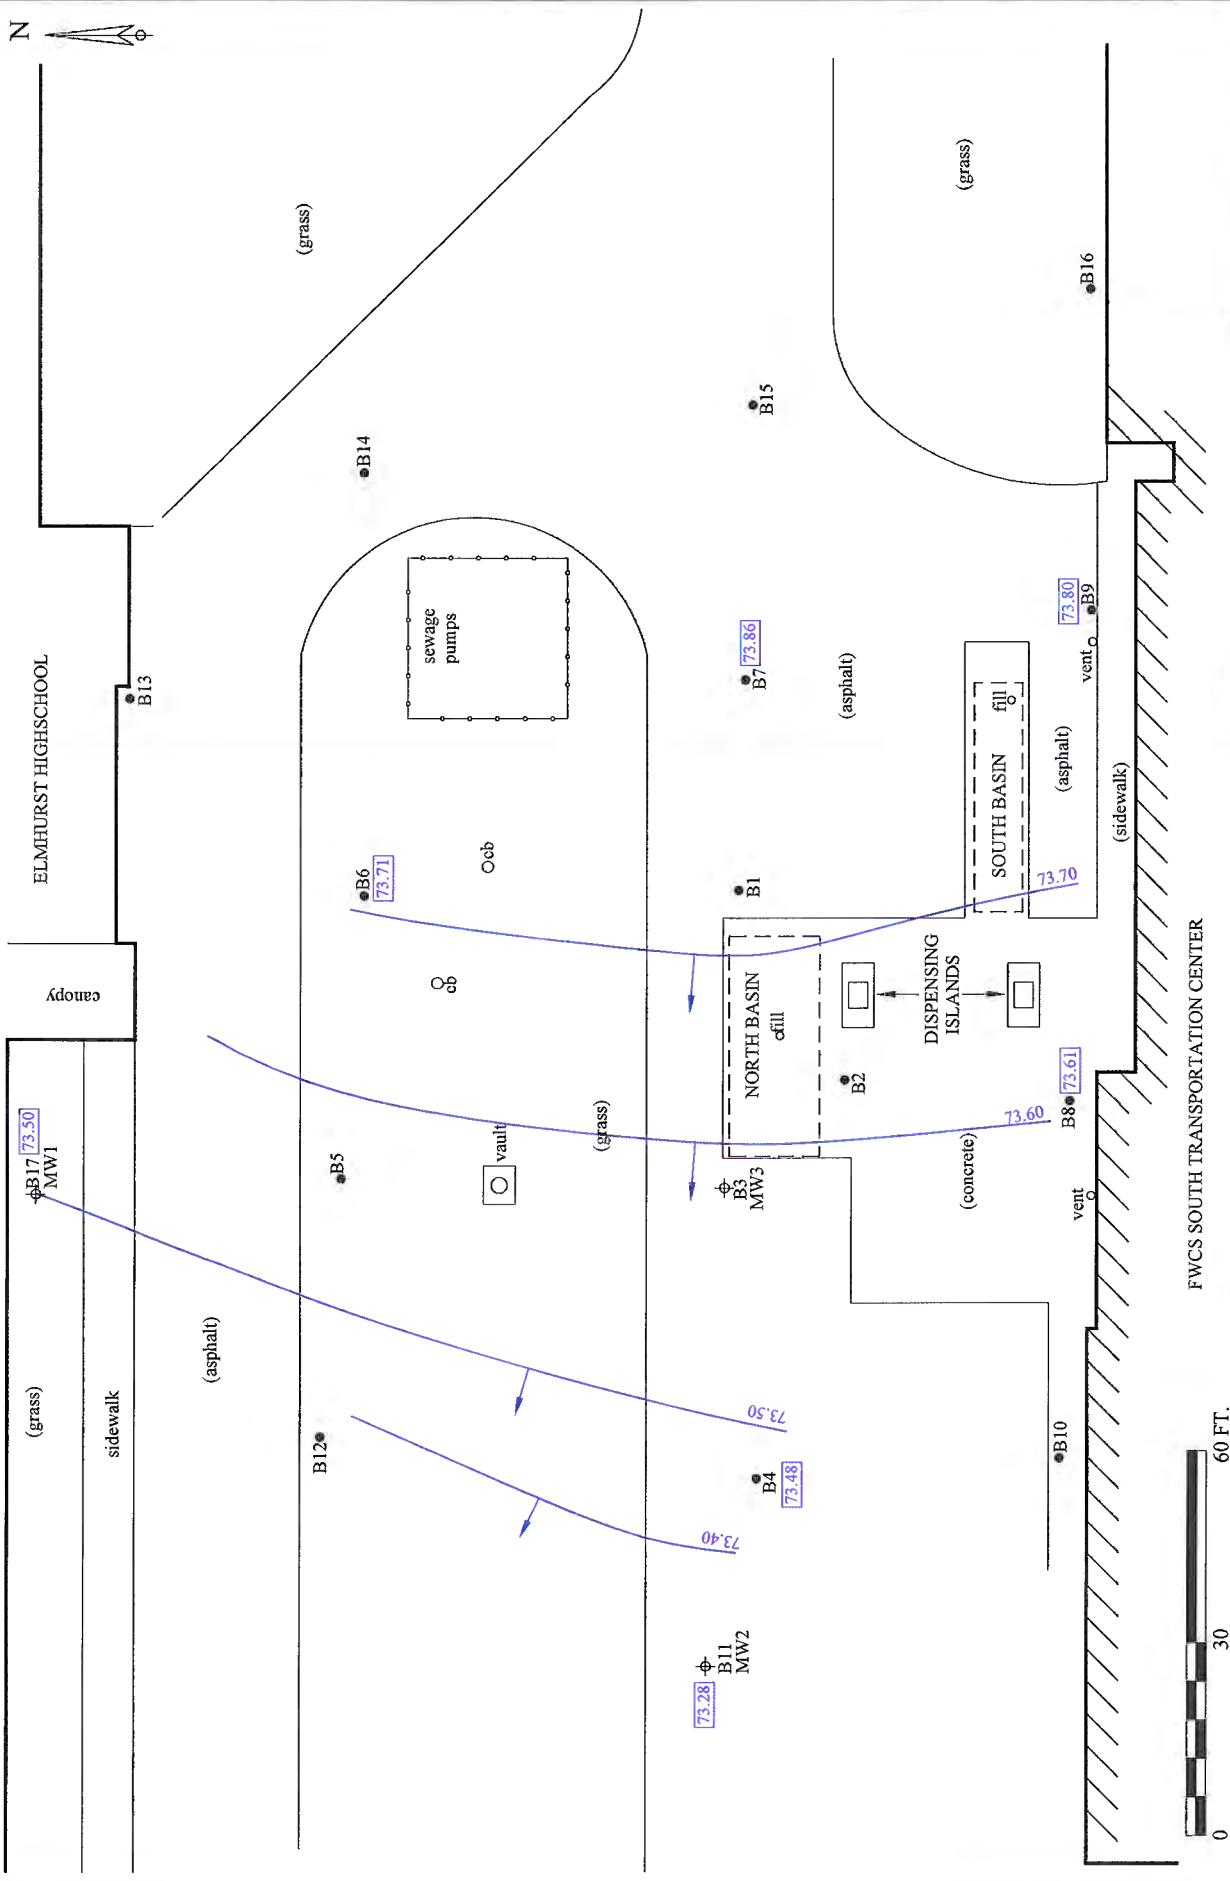 N
ELMHURST HIGHSCHOOL
canopy
(grass)
sidewalk
(asphalt)
B17
MW1
73.50
B13
(grass)
B14
B6
73.71
B5
B12
cb
cb
sewage
pumps
vault
(grass)
73.50
73.40
B11
MW2
73.28
B4
73.48
B3
MW3
NORTH BASIN
fill
B1
B7
73.86
B15
(asphalt)
B2
DISPENSING
ISLANDS
SOUTH BASIN
fill
(grass)
(concrete)
73.60
73.70
(asphalt)
B10
vent
B8
73.61
vent
B9
73.80
B16
(sidewalk)
FWCS SOUTH TRANSPORTATION CENTER
0
30
60 FT.